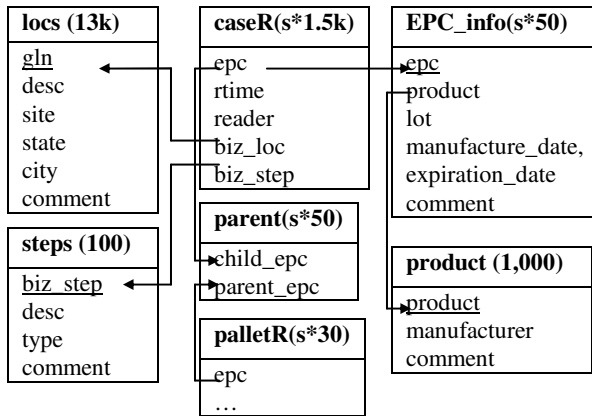 locs (13k)
gln
desc
site
state
city
comment
steps (100)
biz_step
desc
type
comment
caseR(s*1.5k)
epc
rtime
reader
biz_loc
biz_step
parent(s*50)
child_epc
parent_epc
palletR(s*30)
epc
…
EPC_info(s*50)
epc
product
lot
manufacture_date,
expiration_date
comment
product (1,000)
product
manufacturer
comment